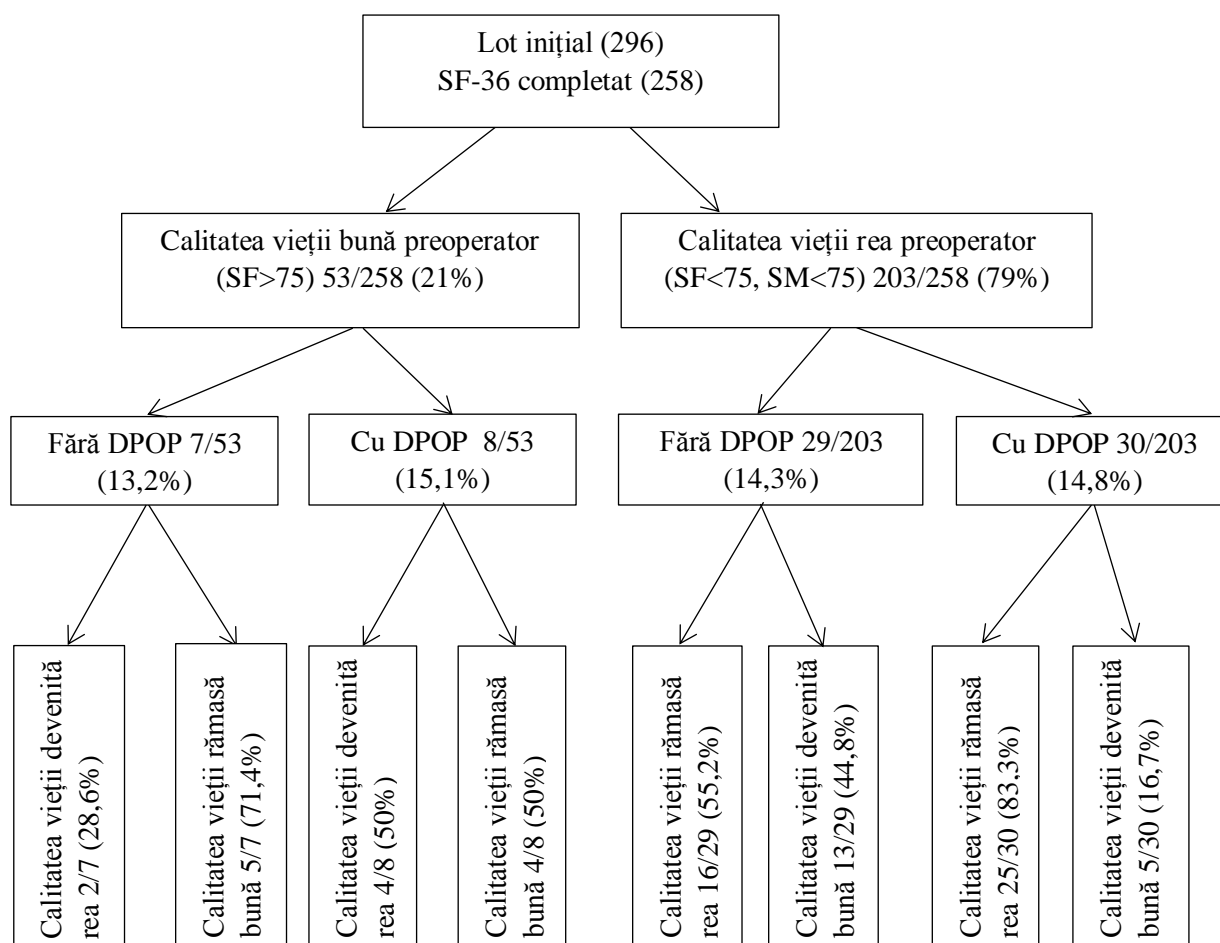 Lot inițial (296)
SF-36 completat (258)
Calitatea vieții bună preoperator
(SF>75) 53/258 (21%)
Calitatea vieții rea preoperator
(SF<75, SM<75) 203/258 (79%)
Fără DPOP 7/53
(13,2%)
Cu DPOP 8/53
(15,1%)
Fără DPOP 29/203
(14,3%)
Cu DPOP 30/203
(14,8%)
Calitatea vieții devenită
rea 2/7 (28,6%)
Calitatea vieții rămasă
bună 5/7 (71,4%)
Calitatea vieții devenită
rea 4/8 (50%)
Calitatea vieții rămasă
bună 4/8 (50%)
Calitatea vieții rămasă
rea 16/29 (55,2%)
Calitatea vieții devenită
bună 13/29 (44,8%)
Calitatea vieții rămasă
rea 25/30 (83.3%)
Calitatea vieții devenită
bună 5/30 (16,7%)